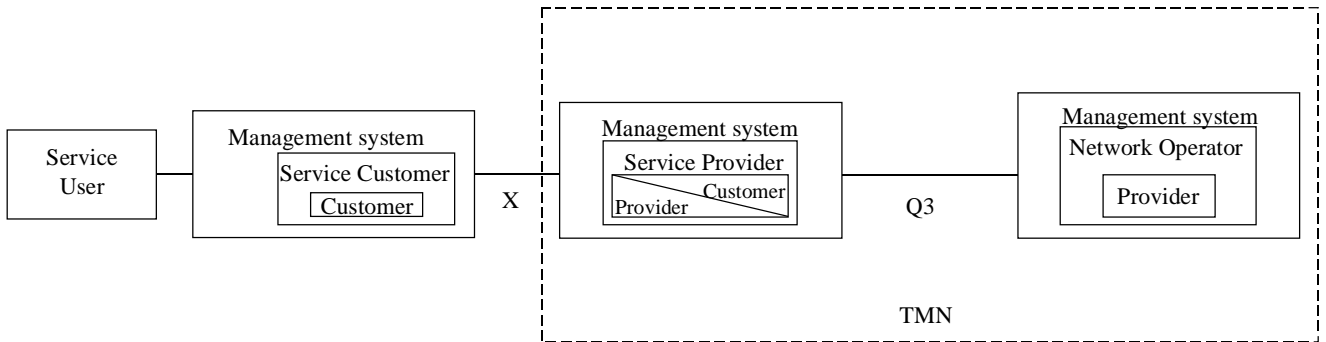 Service
User
Management system
Service Customer
Customer
X
Management system
Service Provider
Customer
Provider
Q3
Management system
Network Operator
Provider
TMN